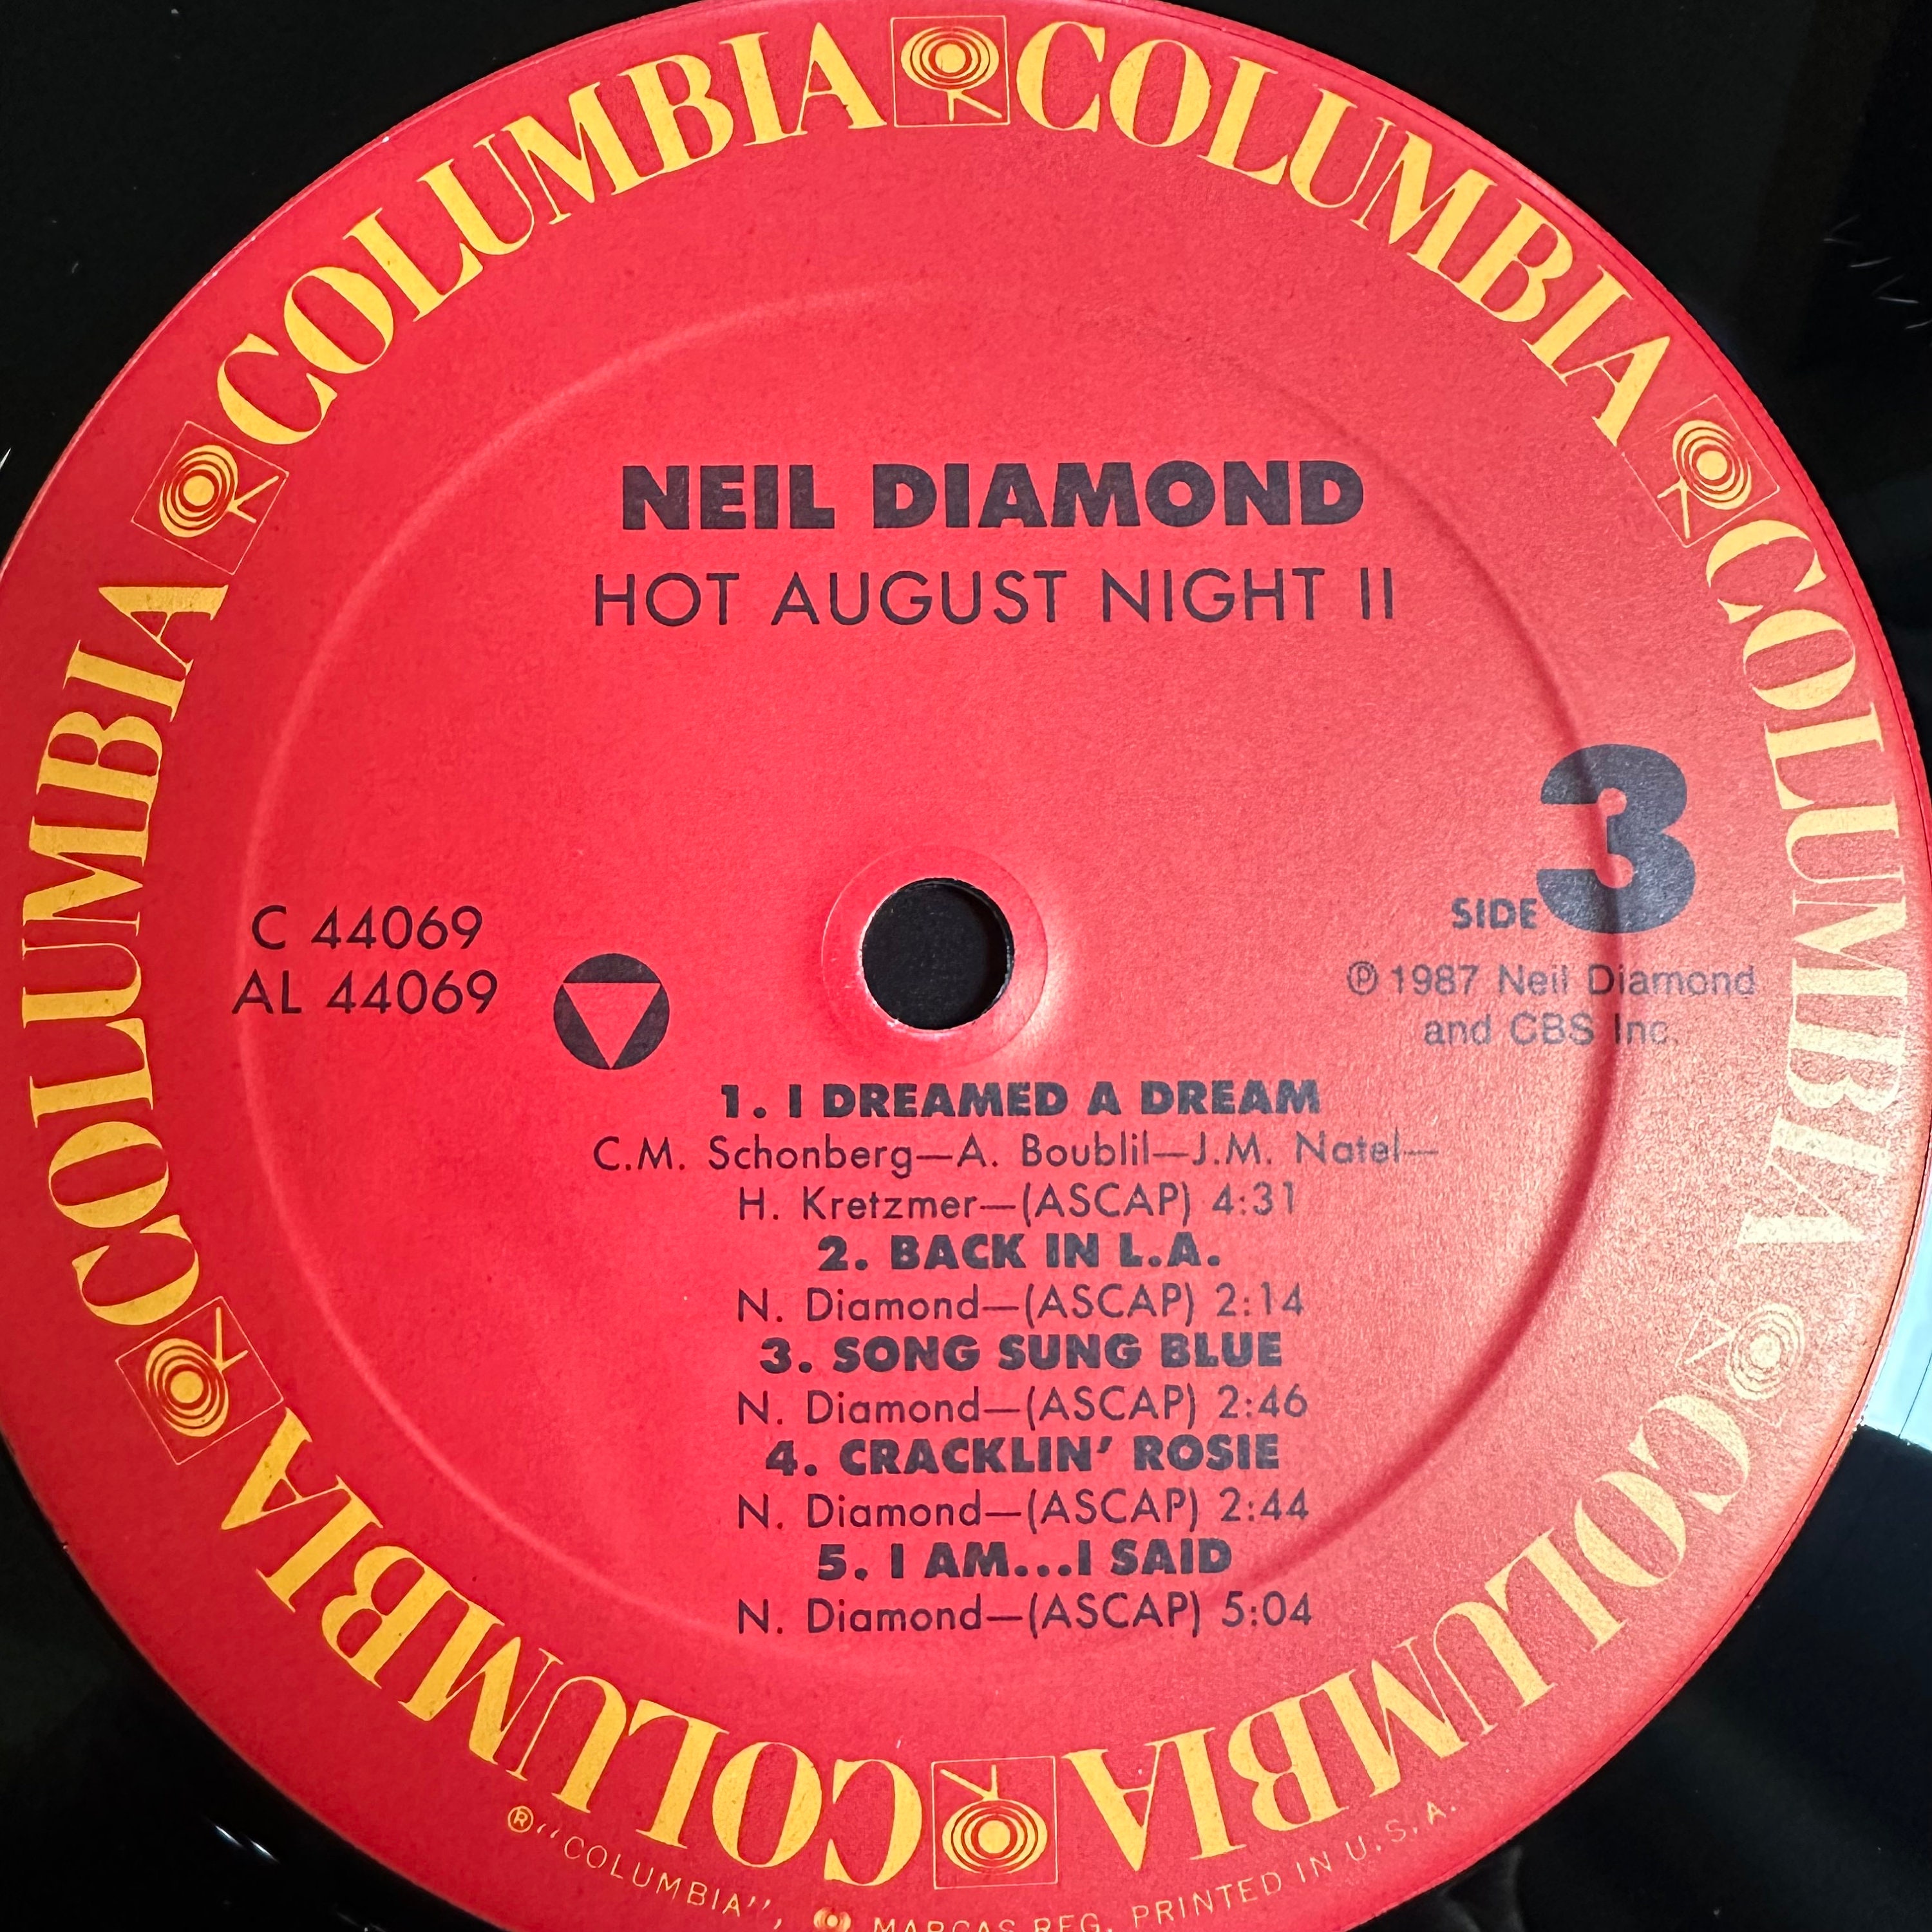 COLUMBIA COLUMBIA COLUMBIA COLUMBIA COLUMBIA COLUMBIA
NEIL DIAMOND
HOT AUGUST NIGHT II
SIDE 3
C 44069
AL 44069
℗ 1987 Neil Diamond
and CBS Inc.
1. I DREAMED A DREAM
C.M. Schonberg—A. Boublil—J.M. Natel—
H. Kretzmer—(ASCAP) 4:31
2. BACK IN L.A.
N. Diamond—(ASCAP) 2:14
3. SONG SUNG BLUE
N. Diamond—(ASCAP) 2:46
4. CRACKLIN' ROSIE
N. Diamond—(ASCAP) 2:44
5. I AM...I SAID
N. Diamond—(ASCAP) 5:04
® "COLUMBIA", MARCAS REG. PRINTED IN U.S.A.